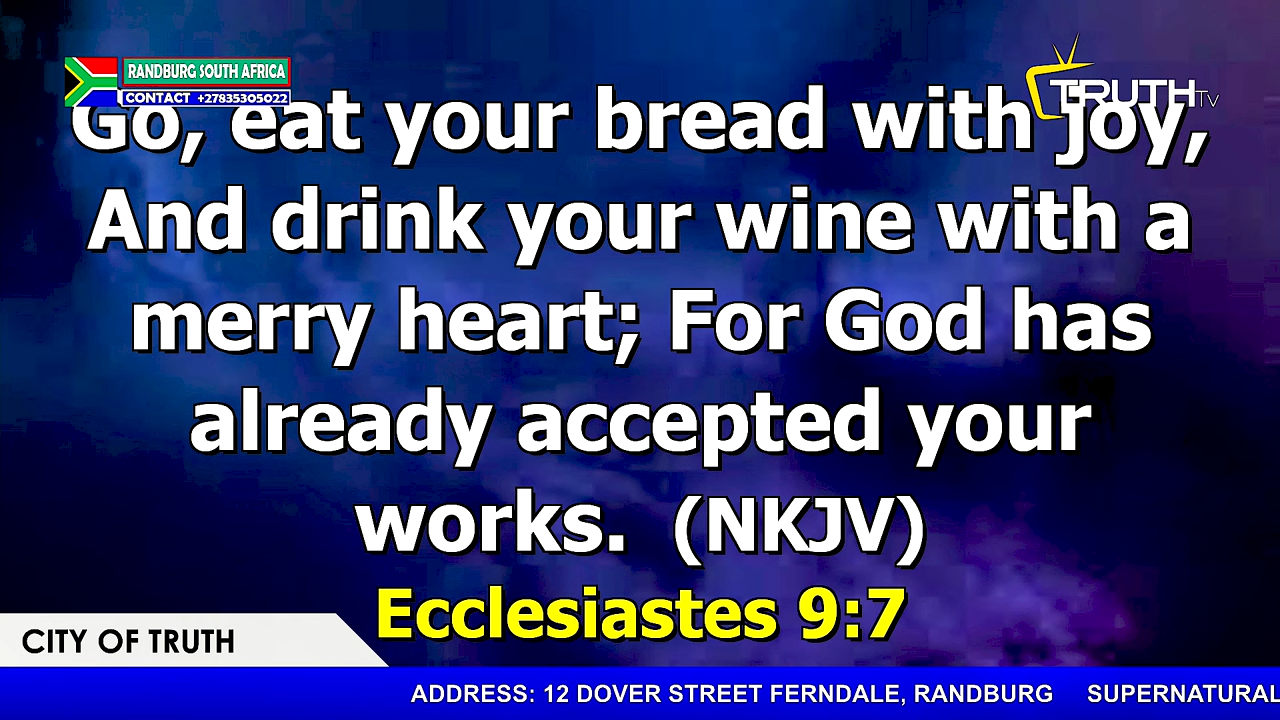 RANDBURG SOUTH AFRICA
CONTACT +27835305022
TRUTH TV
Go, eat your bread with joy,
And drink your wine with a
merry heart; For God has
already accepted your
works. (NKJV)
Ecclesiastes 9:7
CITY OF TRUTH
ADDRESS: 12 DOVER STREET FERNDALE, RANDBURG SUPERNATURAL